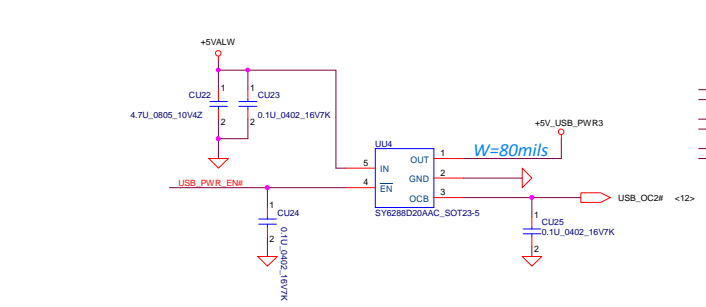 +5VALW
1
1
CU22
CU23
4.7U_0805_10V4Z
0.1U_0402_16V7K
2
2
+5V_USB_PWR3
UU4
W=80mils
5
IN
OUT
1
GND
2
USB_PWR_EN#
4
EN
OCB
3
USB_OC2#
<12>
SY6288D20AAC_SOT23-5
1
CU24
2
0.1U_0402_16V7K
1
CU25
0.1U_0402_16V7K
2